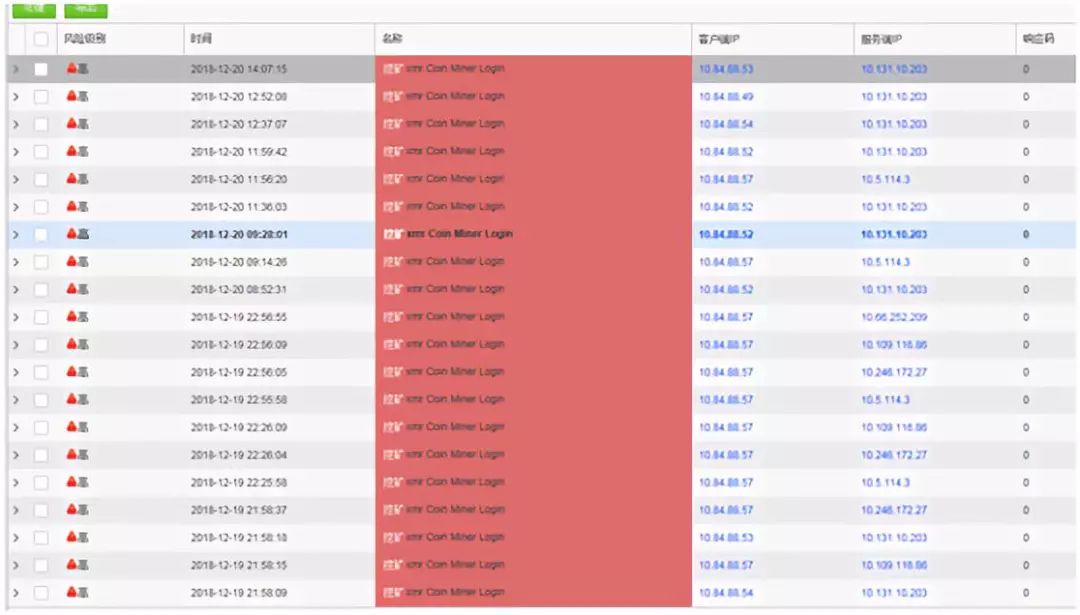 风险级别 时间 名称 客户端IP 服务端IP 响应码
高 2018-12-20 14:07:15 挖矿 xmr Coin Miner Login 10.84.88.53 10.131.10.203 0
高 2018-12-20 12:52:08 挖矿 xmr Coin Miner Login 10.84.88.49 10.131.10.203 0
高 2018-12-20 12:37:07 挖矿 xmr Coin Miner Login 10.84.88.54 10.131.10.203 0
高 2018-12-20 11:59:42 挖矿 xmr Coin Miner Login 10.84.88.52 10.131.10.203 0
高 2018-12-20 11:56:20 挖矿 xmr Coin Miner Login 10.84.88.57 10.5.114.3 0
高 2018-12-20 11:36:03 挖矿 xmr Coin Miner Login 10.84.88.52 10.131.10.203 0
高 2018-12-20 09:28:01 挖矿 xmr Coin Miner Login 10.84.88.52 10.131.10.203 0
高 2018-12-20 09:14:26 挖矿 xmr Coin Miner Login 10.84.88.57 10.5.114.3 0
高 2018-12-20 08:52:31 挖矿 xmr Coin Miner Login 10.84.88.52 10.131.10.203 0
高 2018-12-19 22:56:55 挖矿 xmr Coin Miner Login 10.84.88.57 0
高 2018-12-19 22:56:09 挖矿 xmr Coin Miner Login 10.84.88.57 10.109.116.86 0
高 2018-12-19 22:56:05 挖矿 xmr Coin Miner Login 10.84.88.57 10.246.172.27 0
高 2018-12-19 22:55:58 挖矿 xmr Coin Miner Login 10.84.88.57 10.5.114.3 0
高 2018-12-19 22:26:09 挖矿 xmr Coin Miner Login 10.84.88.57 10.109.116.86 0
高 2018-12-19 22:26:04 挖矿 xmr Coin Miner Login 10.84.88.57 10.246.172.27 0
高 2018-12-19 22:25:58 挖矿 xmr Coin Miner Login 10.84.88.57 10.5.114.3 0
高 2018-12-19 21:58:37 挖矿 xmr Coin Miner Login 10.84.88.57 10.246.172.27 0
高 2018-12-19 21:58:18 挖矿 xmr Coin Miner Login 10.84.88.53 10.131.10.203 0
高 2018-12-19 21:58:15 挖矿 xmr Coin Miner Login 10.84.88.57 10.109.116.86 0
高 2018-12-19 21:58:09 挖矿 xmr Coin Miner Login 10.84.88.54 10.131.10.203 0